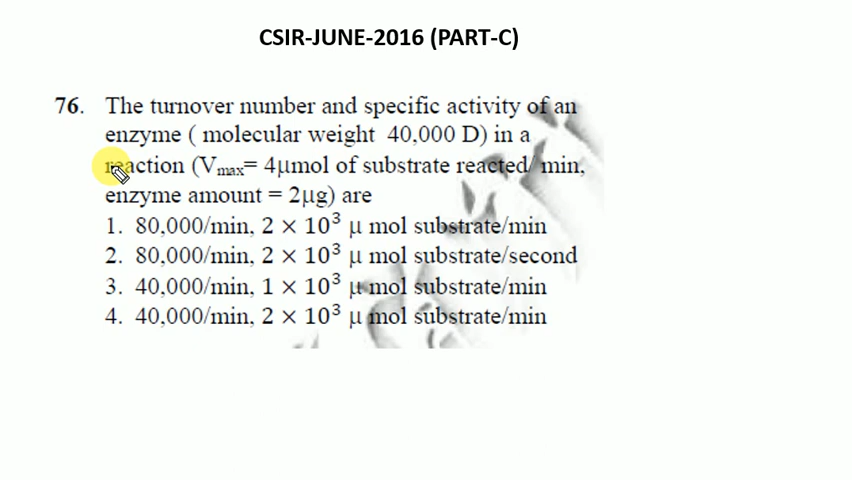 CSIR-JUNE-2016 (PART-C)
76. The turnover number and specific activity of an
enzyme ( molecular weight 40,000 D) in a
reaction (Vmax= 4μmol of substrate reacted/ min,
enzyme amount = 2μg) are
1. 80,000/min, 2 × 10³ μ mol substrate/min
2. 80,000/min, 2 × 10³ μ mol substrate/second
3. 40,000/min, 1 × 10³ μ mol substrate/min
4. 40,000/min, 2 × 10³ μ mol substrate/min